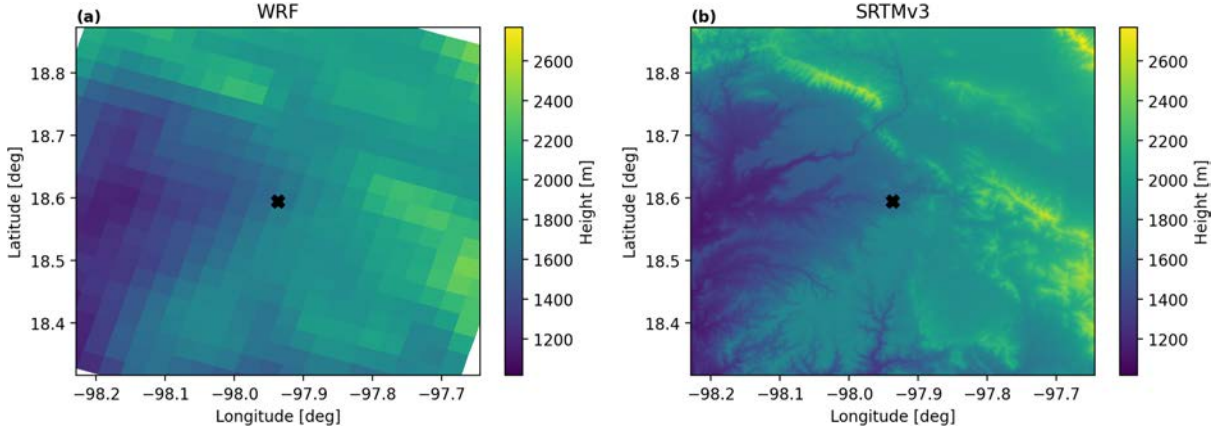 (a) WRF
18.8
18.7
18.6
18.5
18.4
Latitude [deg]
−98.2 −98.1 −98.0 −97.9 −97.8 −97.7
Longitude [deg]
2600
2400
2200
2000
1800
1600
1400
1200
Height [m]
(b) SRTMv3
18.8
18.7
18.6
18.5
18.4
Latitude [deg]
−98.2 −98.1 −98.0 −97.9 −97.8 −97.7
Longitude [deg]
2600
2400
2200
2000
1800
1600
1400
1200
Height [m]